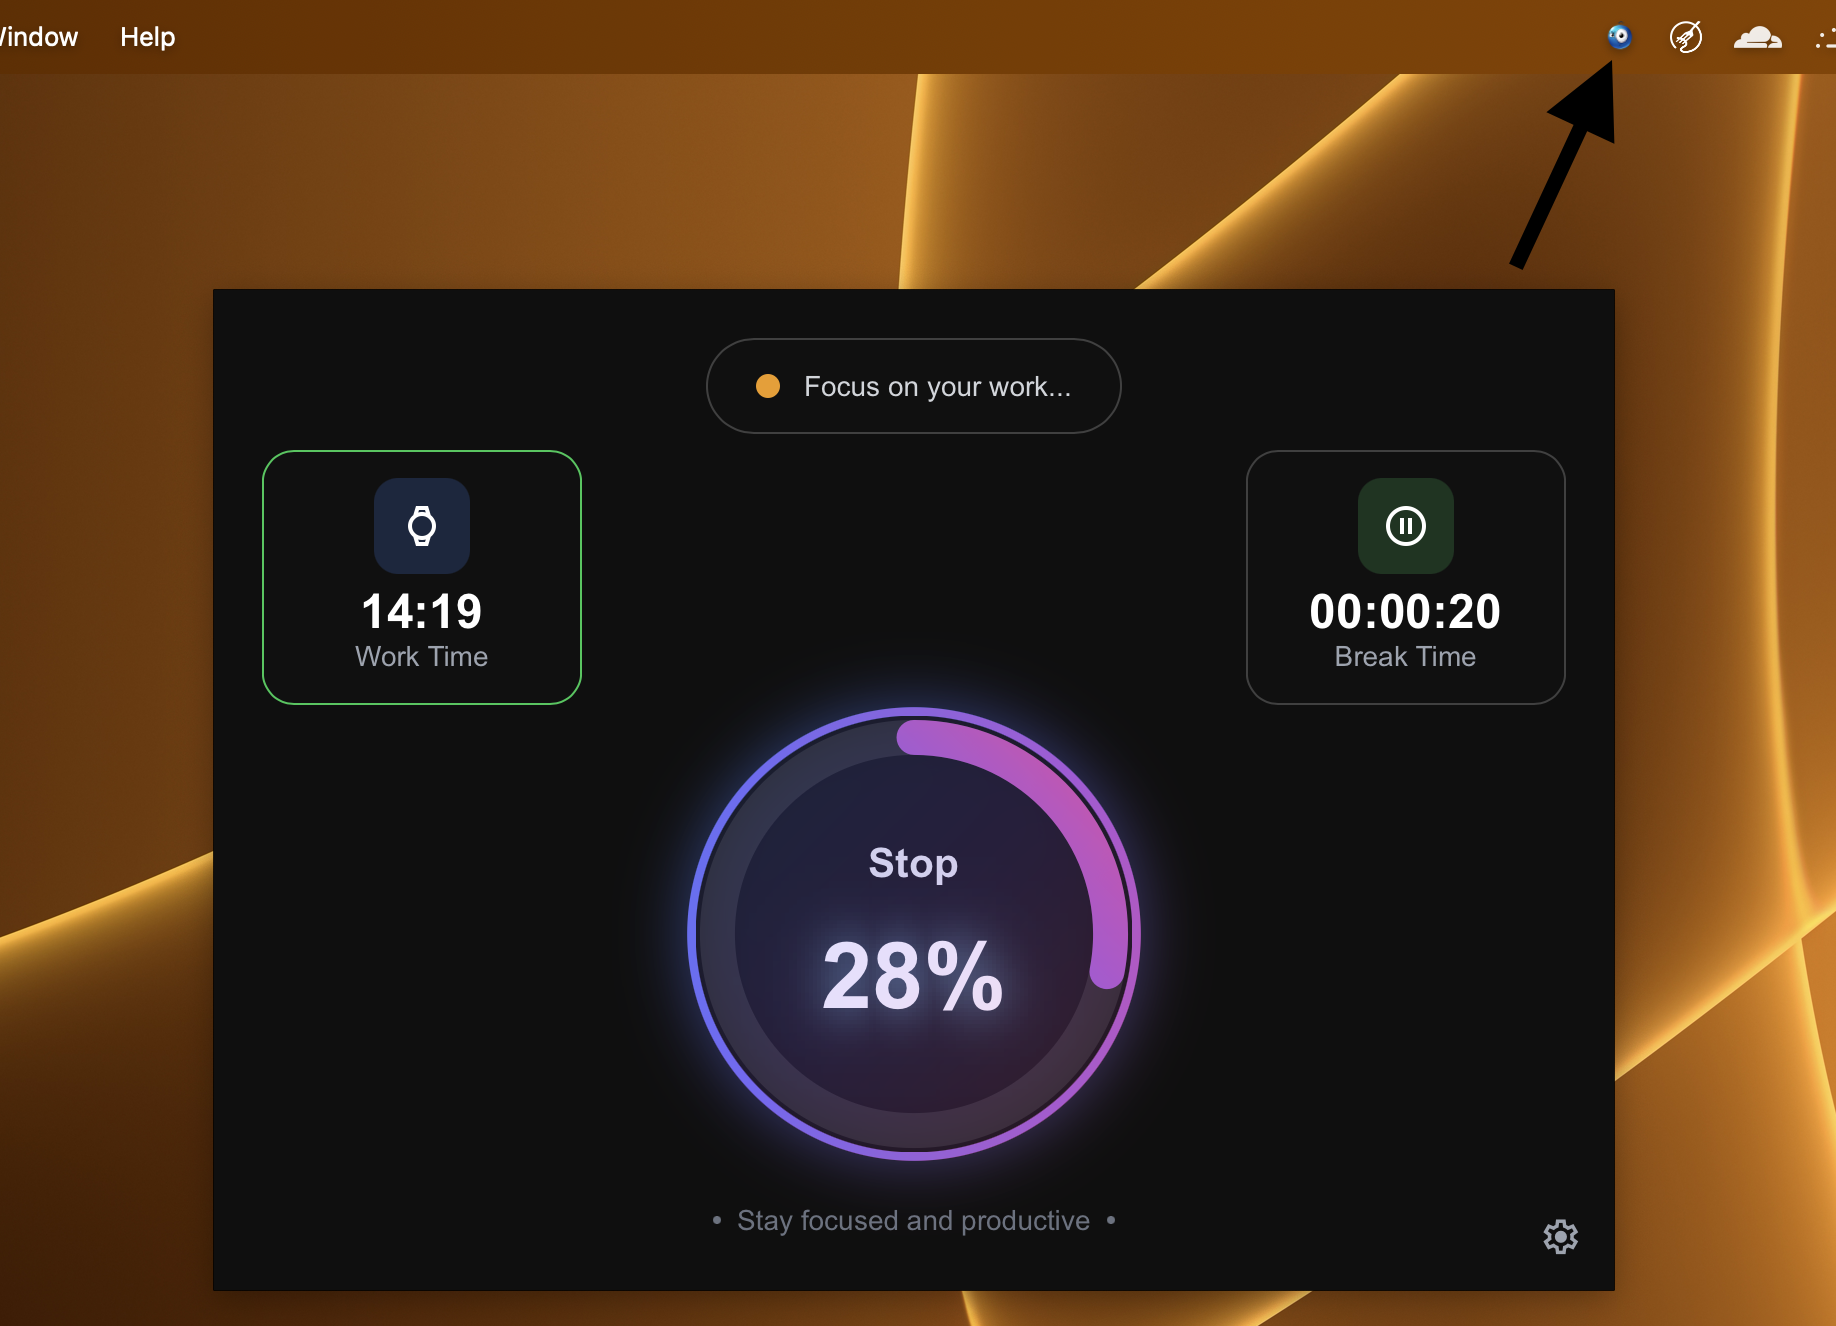 Window Help
Focus on your work...
14:19
Work Time
00:00:20
Break Time
Stop
28%
• Stay focused and productive •